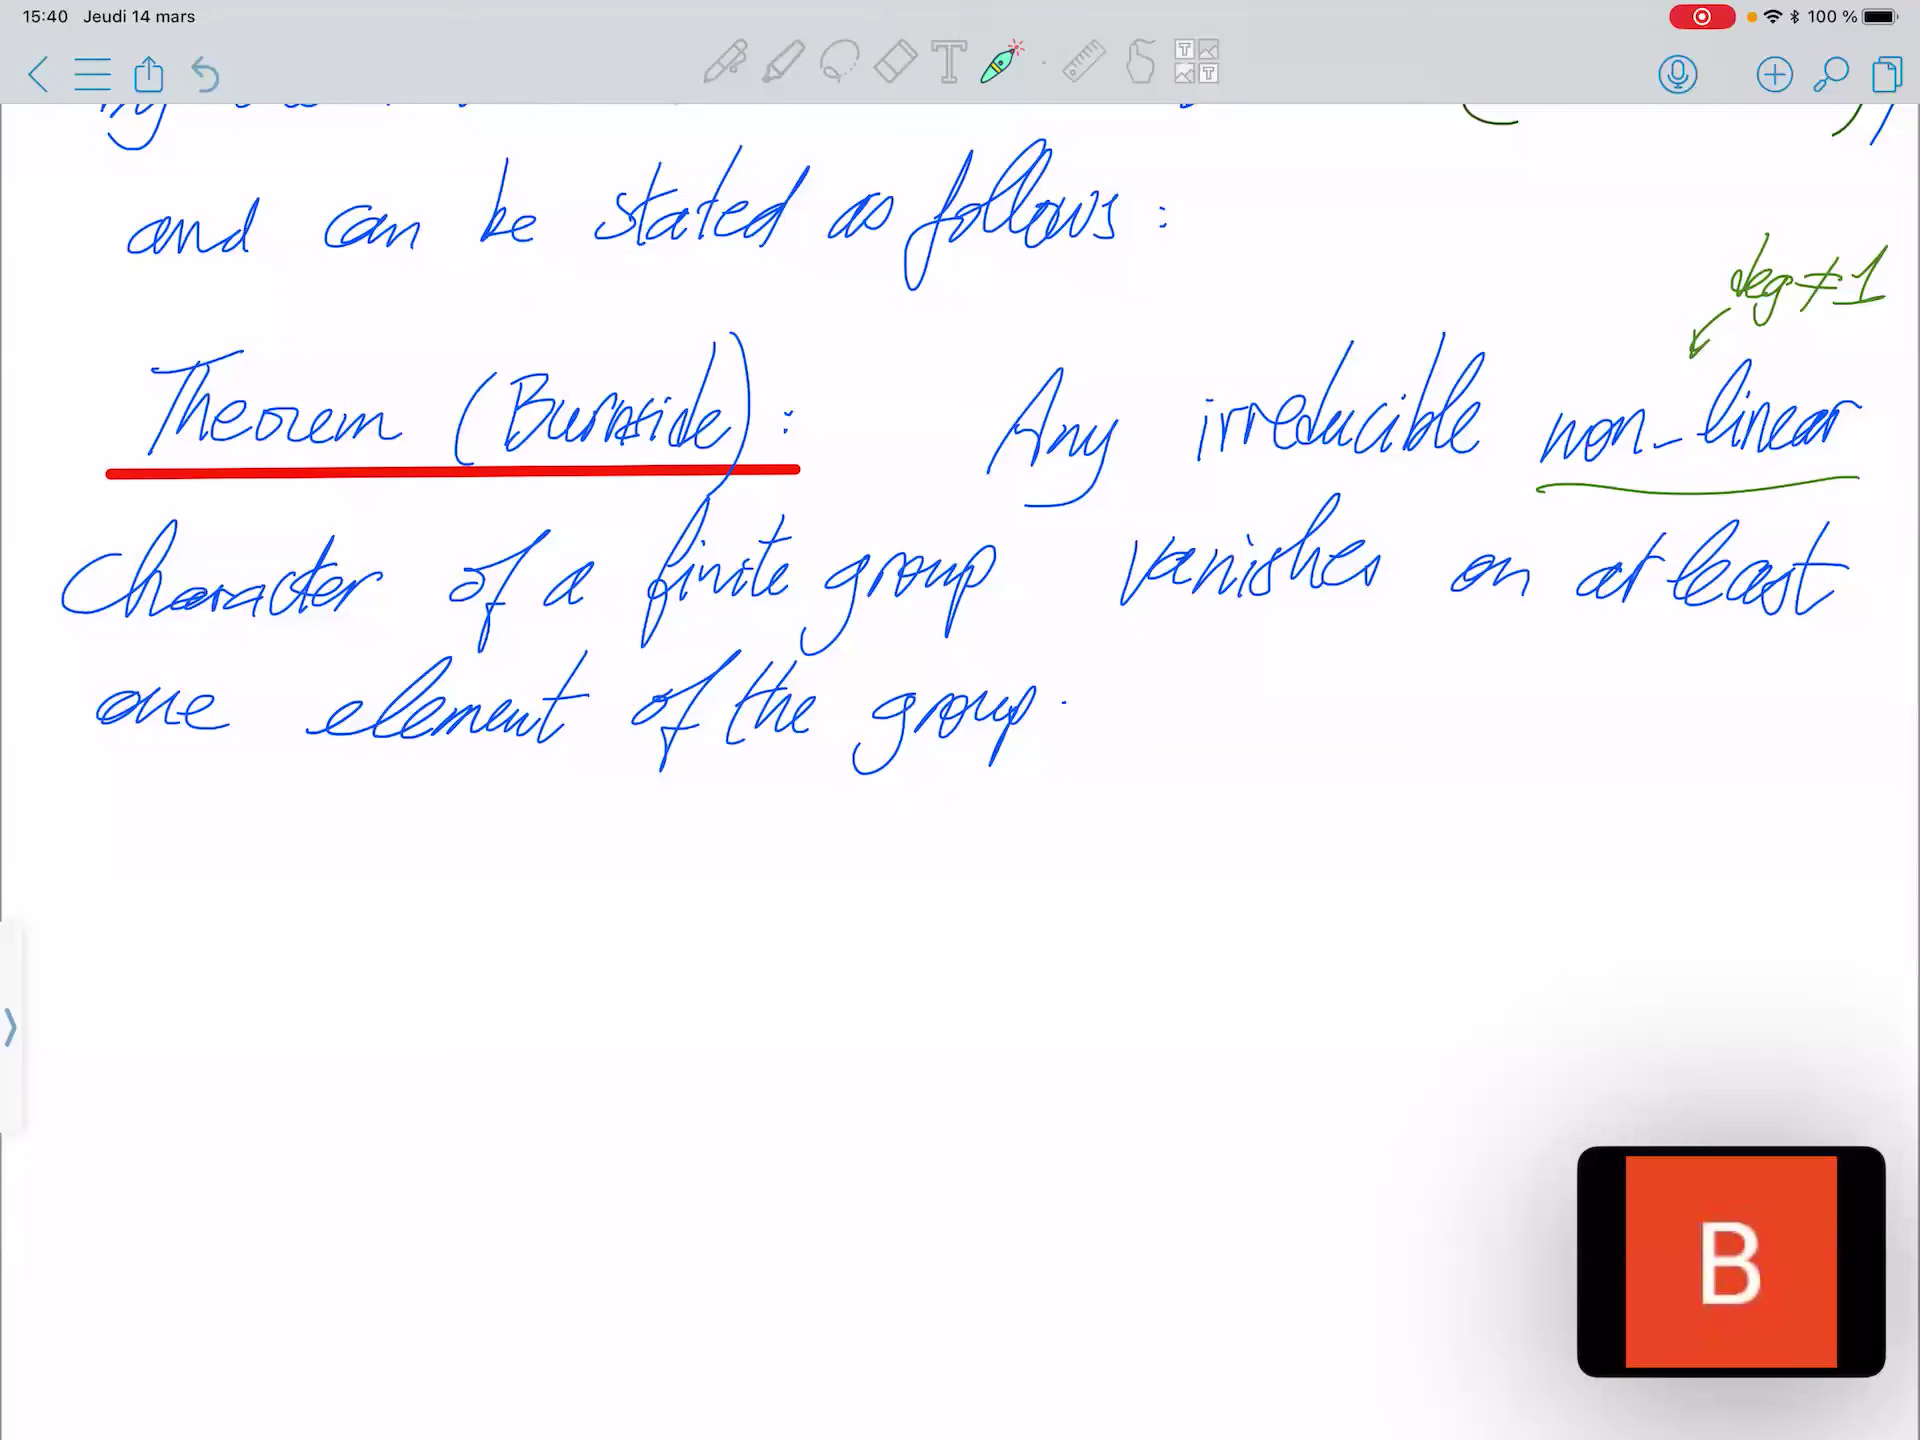 15:40 Jeudi 14 mars
100 %
and can be stated as follows :
deg ≠ 1
Theorem (Burnside) : Any irreducible non-linear
character of a finite group vanishes on at least
one element of the group.
B